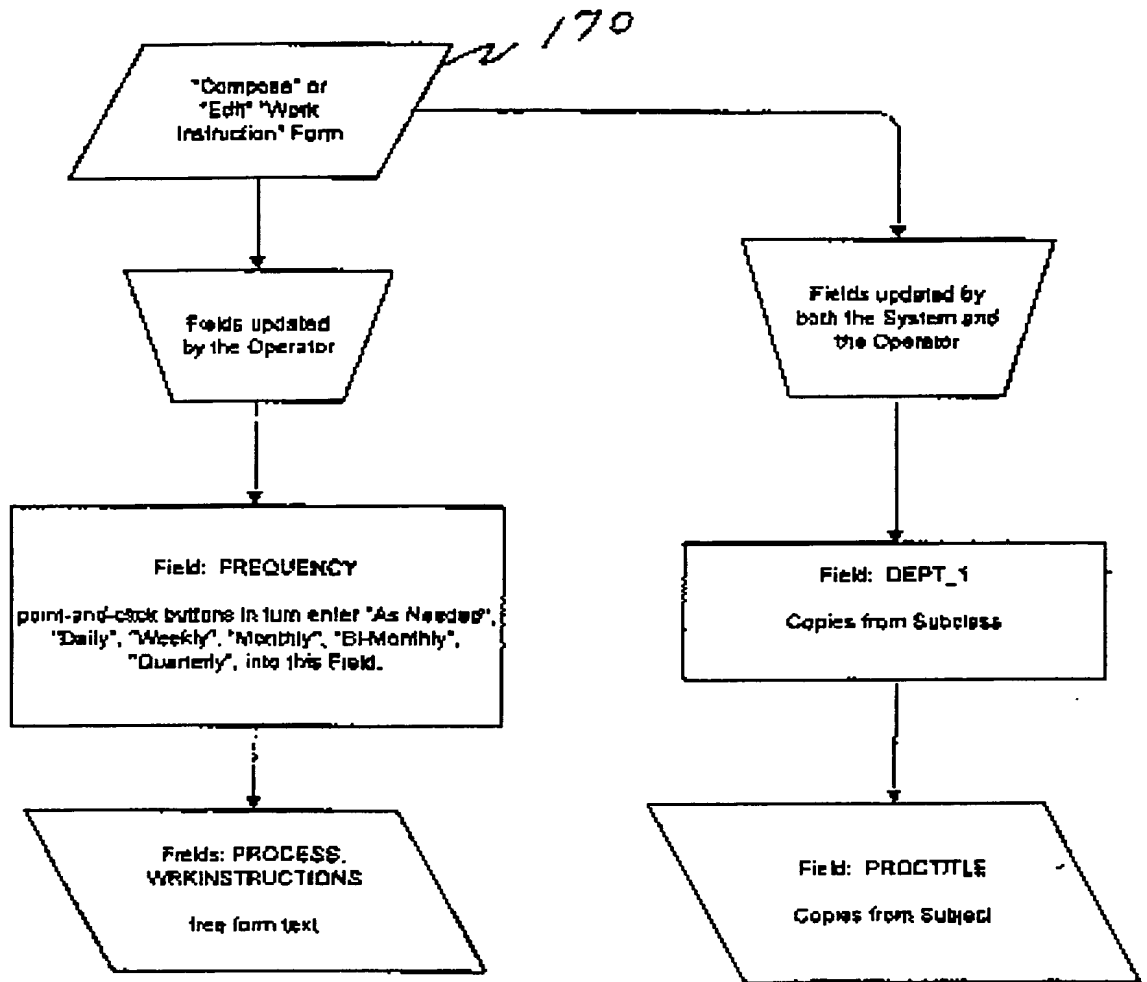 170
"Compose" or
"Edit" "Work
Instruction" Form
Fields updated
by the Operator
Fields updated by
both the System and
the Operator
Field: FREQUENCY
point-and-click buttons in turn enter "As Needed",
"Daily", "Weekly", "Monthly", "Bi-Monthly",
"Quarterly", into this Field.
Field: DEPT_1
Copies from Subclass
Fields: PROCESS,
WRKINSTRUCTIONS
free form text
Field: PROCTITLE
Copies from Subject